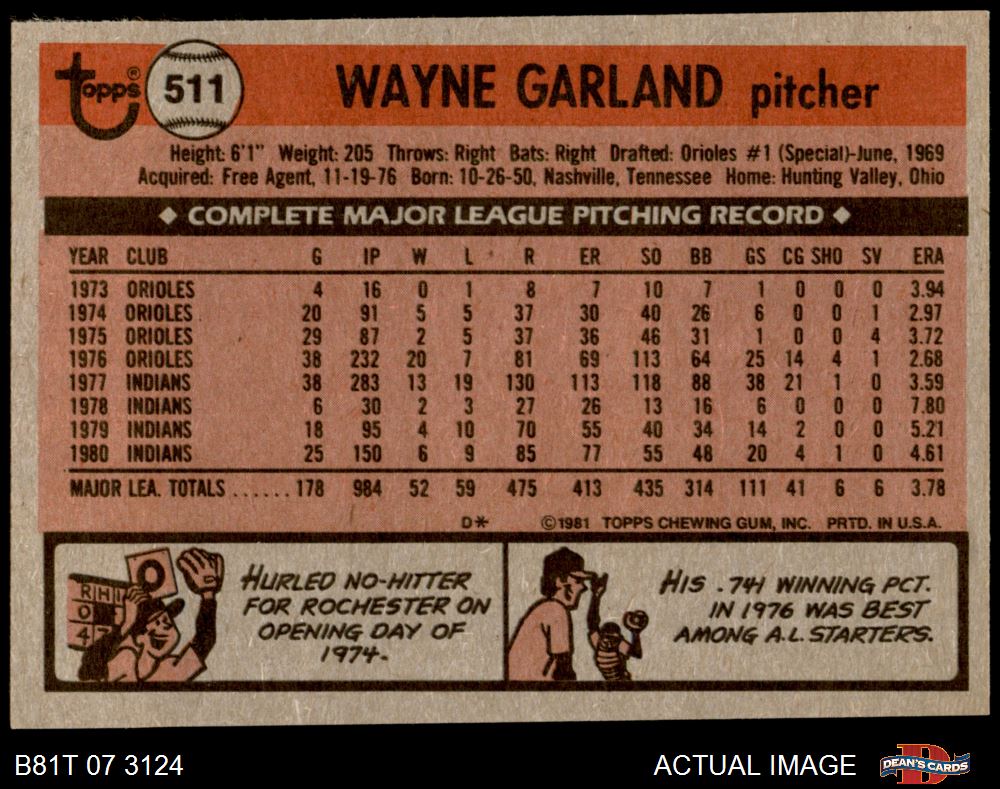 topps® 511 WAYNE GARLAND pitcher
Height: 6'1" Weight: 205 Throws: Right Bats: Right Drafted: Orioles #1 (Special)-June, 1969
Acquired: Free Agent, 11-19-76 Born: 10-26-50, Nashville, Tennessee Home: Hunting Valley, Ohio
◆ COMPLETE MAJOR LEAGUE PITCHING RECORD ◆
YEAR CLUB G IP W L R ER SO BB GS CG SHO SV ERA
1973 ORIOLES 4 16 0 1 8 7 10 7 1 0 0 0 3.94
1974 ORIOLES 20 91 5 5 37 30 40 26 6 0 0 1 2.97
1975 ORIOLES 29 87 2 5 37 36 46 31 1 0 0 4 3.72
1976 ORIOLES 38 232 20 7 81 69 113 64 25 14 4 1 2.68
1977 INDIANS 38 283 13 19 130 113 118 88 38 21 1 0 3.59
1978 INDIANS 6 30 2 3 27 26 13 16 6 0 0 0 7.80
1979 INDIANS 18 95 4 10 70 55 40 34 14 2 0 0 5.21
1980 INDIANS 25 150 6 9 85 77 55 48 20 4 1 0 4.61
MAJOR LEA. TOTALS ...... 178 984 52 59 475 413 435 314 111 41 6 6 3.78
D* ©1981 TOPPS CHEWING GUM, INC. PRTD. IN U.S.A.
R H
0 0
4 7
HURLED NO-HITTER
FOR ROCHESTER ON
OPENING DAY OF
1974.
HIS .741 WINNING PCT.
IN 1976 WAS BEST
AMONG A.L. STARTERS.
B81T 07 3124 ACTUAL IMAGE D DEAN'S CARDS